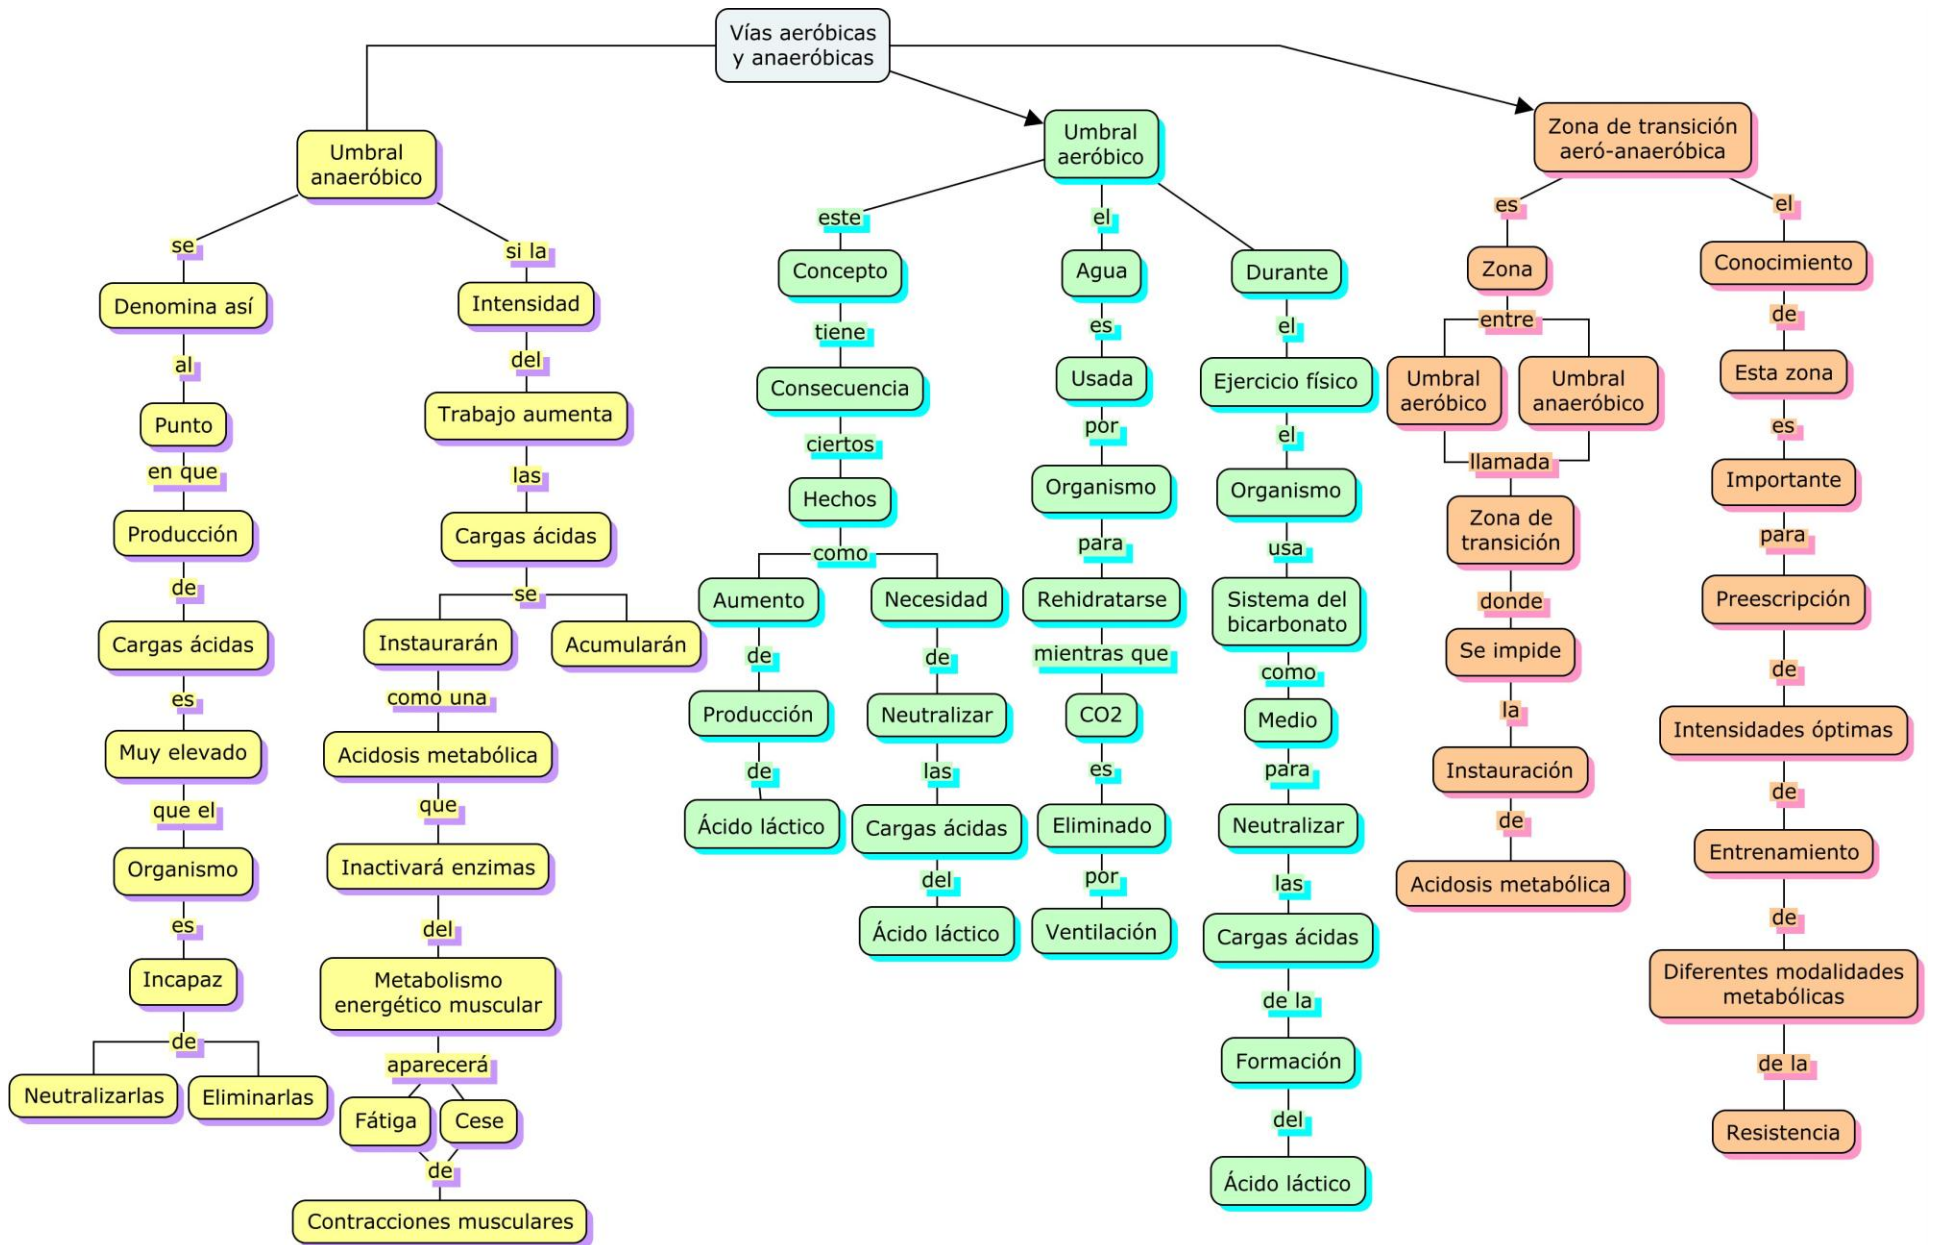 Vías aeróbicas
y anaeróbicas
Umbral
anaeróbico
se
Denomina así
al
Punto
en que
Producción
de
Cargas ácidas
es
Muy elevado
que el
Organismo
es
Incapaz
de
Neutralizarlas
Eliminarlas
si la
Intensidad
del
Trabajo aumenta
las
Cargas ácidas
se
Instaurarán
Acumularán
como una
Acidosis metabólica
que
Inactivará enzimas
del
Metabolismo
energético muscular
aparecerá
Fátiga
Cese
de
Contracciones musculares
Umbral
aeróbico
este
Concepto
tiene
Consecuencia
ciertos
Hechos
como
Aumento
de
Producción
de
Ácido láctico
Necesidad
de
Neutralizar
las
Cargas ácidas
del
Ácido láctico
el
Agua
es
Usada
por
Organismo
para
Rehidratarse
mientras que
CO2
es
Eliminado
por
Ventilación
Durante
el
Ejercicio físico
el
Organismo
usa
Sistema del
bicarbonato
como
Medio
para
Neutralizar
las
Cargas ácidas
de la
Formación
del
Ácido láctico
Zona de transición
aeró-anaeróbica
es
Zona
entre
Umbral
aeróbico
Umbral
anaeróbico
llamada
Zona de
transición
donde
Se impide
la
Instauración
de
Acidosis metabólica
el
Conocimiento
de
Esta zona
es
Importante
para
Preescripción
de
Intensidades óptimas
de
Entrenamiento
de
Diferentes modalidades
metabólicas
de la
Resistencia